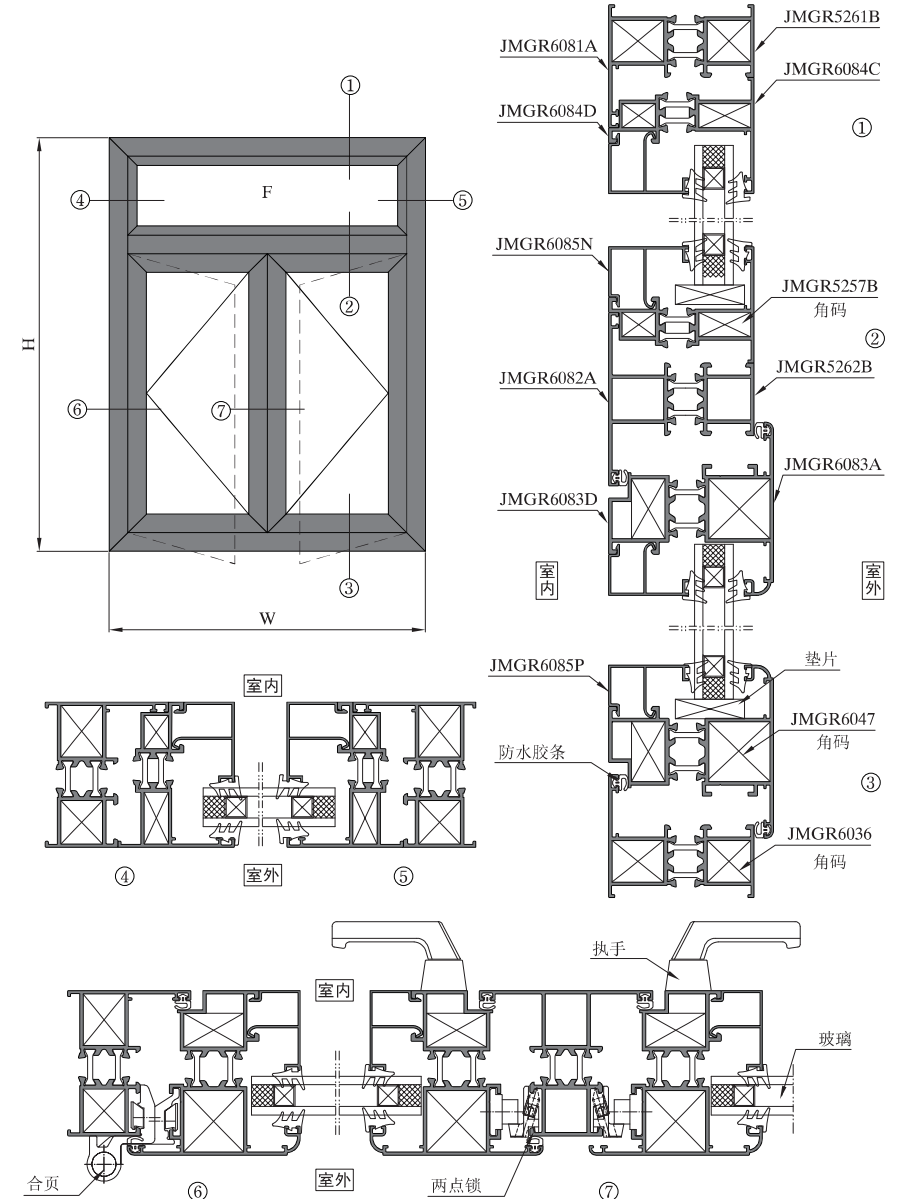 ①
④
F
⑤
②
H
⑥
⑦
③
W
JMGR6081A
JMGR5261B
JMGR6084C
JMGR6084D
①
JMGR6085N
JMGR5257B
角码
②
JMGR6082A
JMGR5262B
JMGR6083A
JMGR6083D
室内
室外
JMGR6085P
垫片
JMGR6047
角码
防水胶条
③
JMGR6036
角码
室内
④
室外
⑤
执手
室内
玻璃
合页
⑥
室外
两点锁
⑦